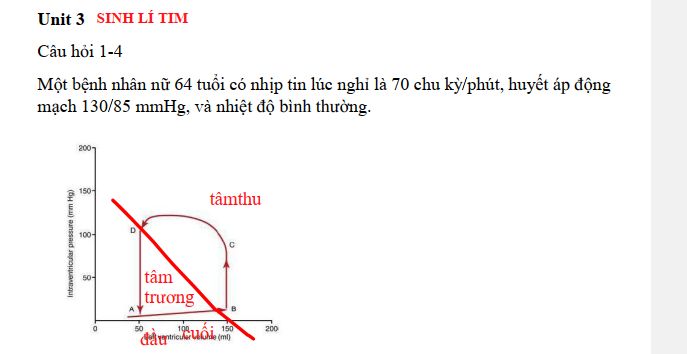 Unit 3 SINH LÍ TIM
Câu hỏi 1-4
Một bệnh nhân nữ 64 tuổi có nhịp tin lúc nghỉ là 70 chu kỳ/phút, huyết áp động
mạch 130/85 mmHg, và nhiệt độ bình thường.
200
150
100
50
Intraventricular pressure (mm Hg)
tâmthu
D
C
tâm
trương
A
B
0 50 100 150 200
ventricular (ml)
đầu cuối